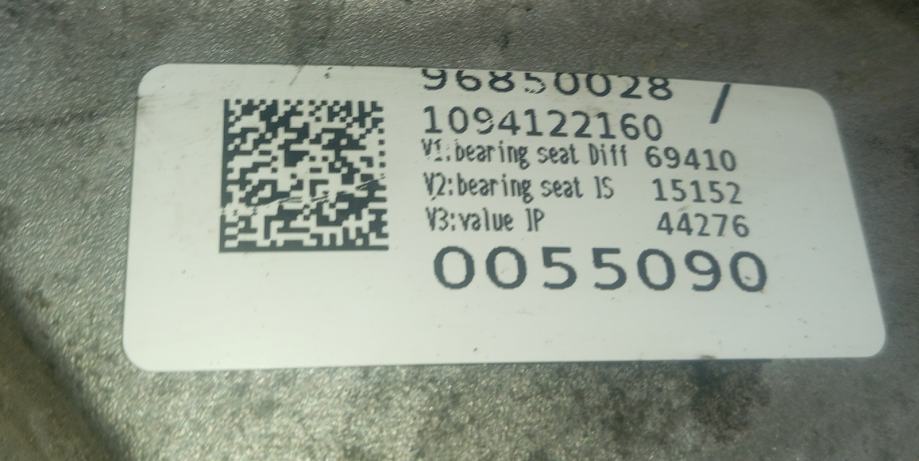 96850028 /
1094122160
V1:bearing seat Diff 69410
V2:bearing seat IS 15152
V3:value IP 44276
0055090